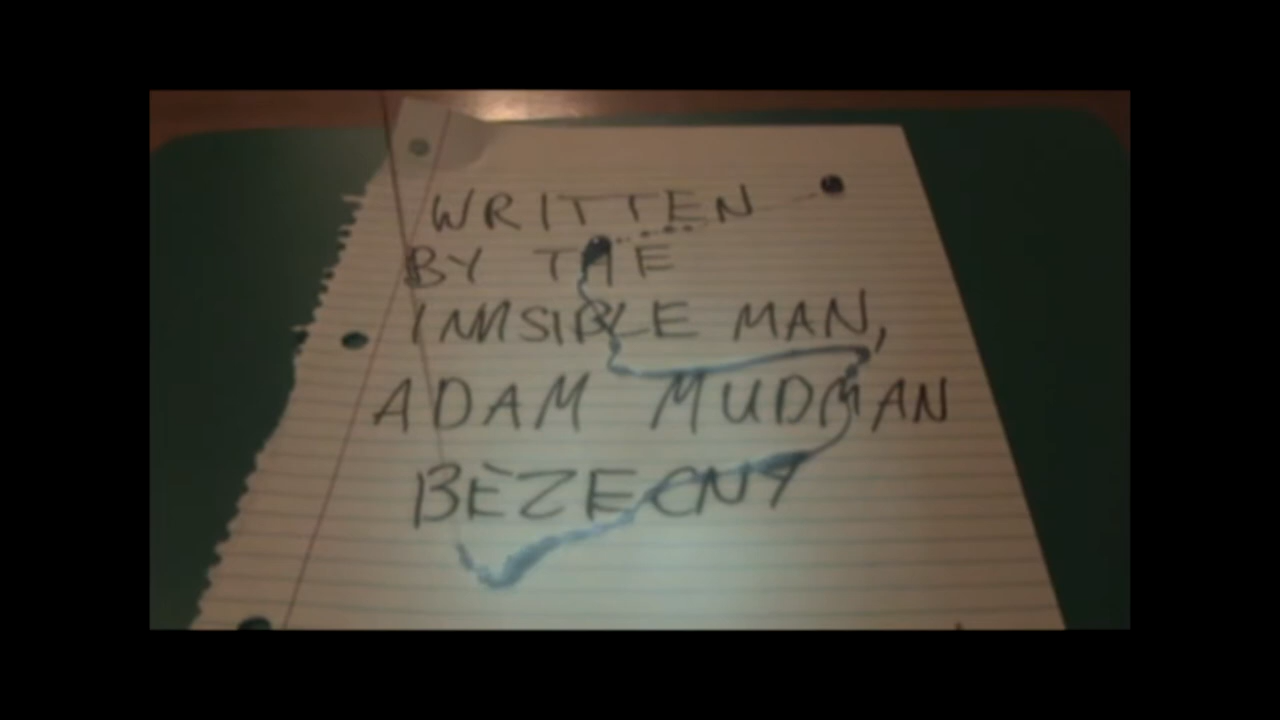 WRITTEN
BY THE
INVISIBLE MAN,
ADAM MUDMAN
BEZECNY